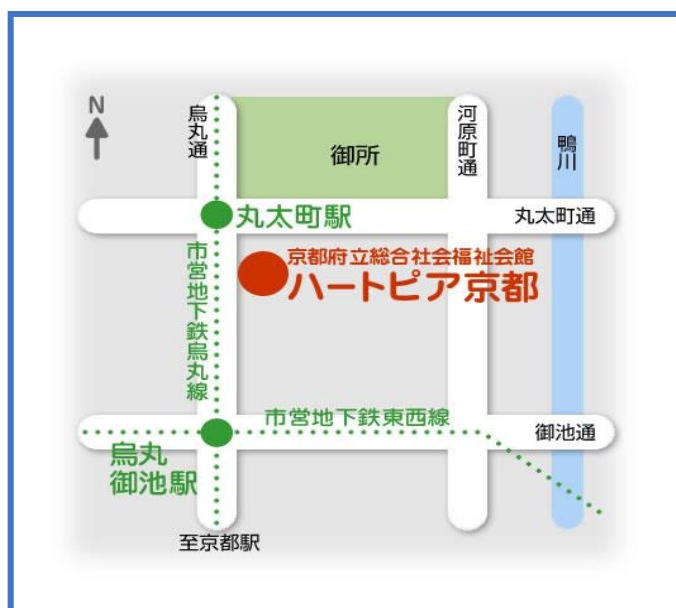 N
烏丸通
御所
河原町通
鴨川
丸太町駅
丸太町通
京都府立総合社会福祉会館
ハートピア京都
市営地下鉄烏丸線
市営地下鉄東西線
御池通
烏丸
御池駅
至京都駅